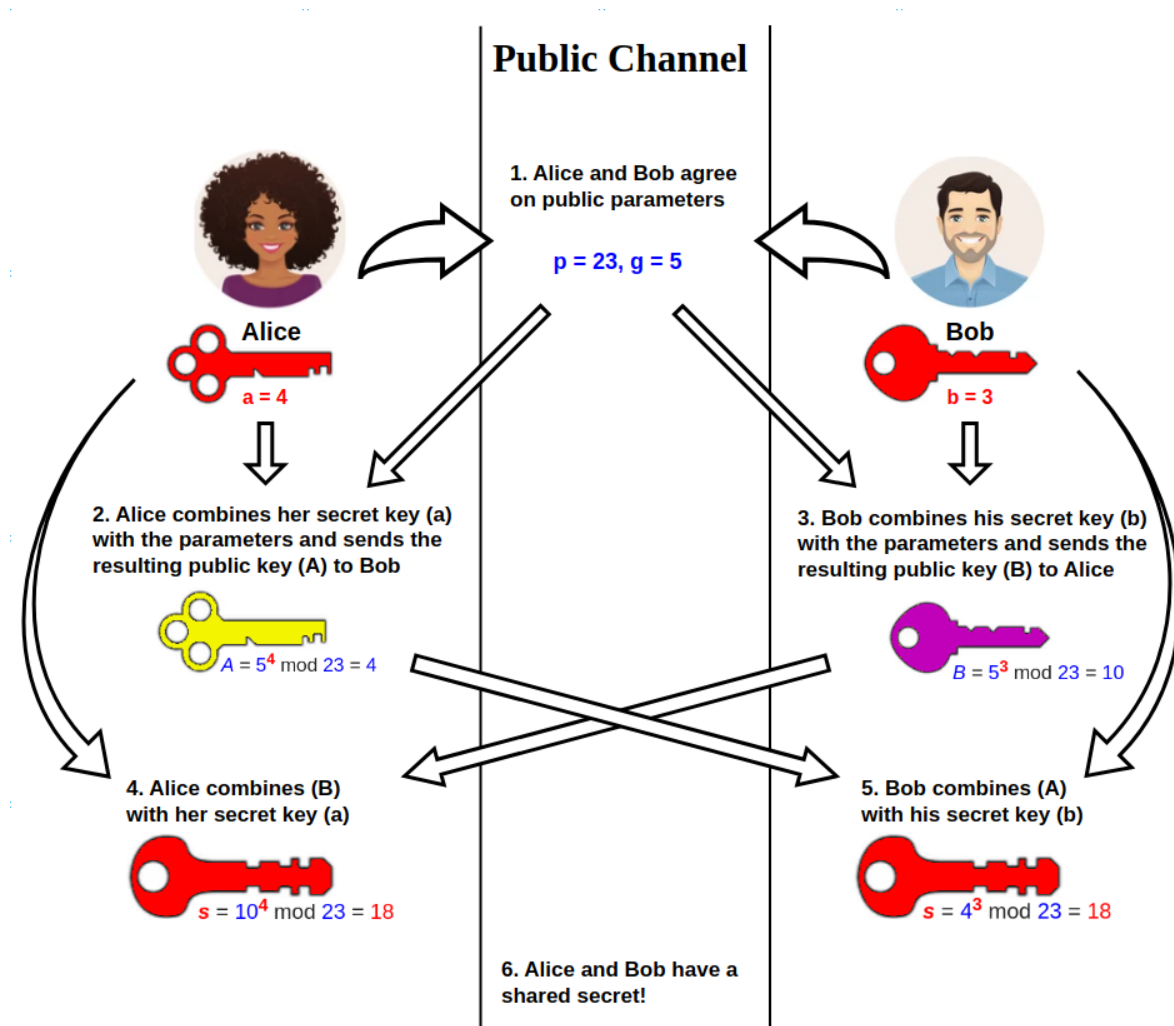 Public Channel
1. Alice and Bob agree
on public parameters
p = 23, g = 5
Alice
a = 4
Bob
b = 3
2. Alice combines her secret key (a)
with the parameters and sends the
resulting public key (A) to Bob
A = 5⁴ mod 23 = 4
3. Bob combines his secret key (b)
with the parameters and sends the
resulting public key (B) to Alice
B = 5³ mod 23 = 10
4. Alice combines (B)
with her secret key (a)
s = 10⁴ mod 23 = 18
5. Bob combines (A)
with his secret key (b)
s = 4³ mod 23 = 18
6. Alice and Bob have a
shared secret!